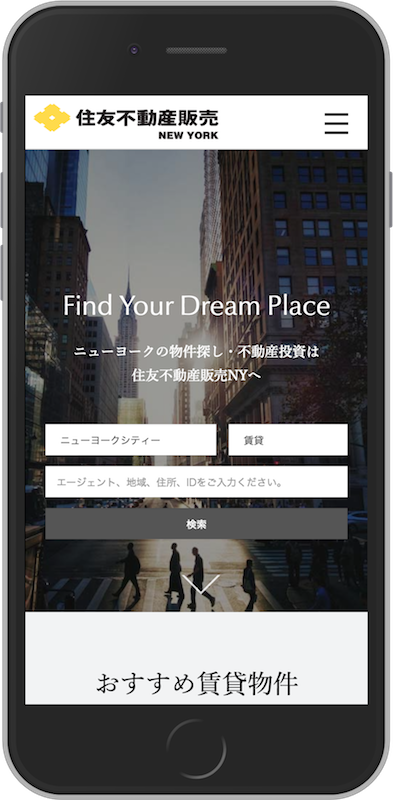 住友不動産販売
NEW YORK
Find Your Dream Place
ニューヨークの物件探し・不動産投資は
住友不動産販売NYへ
ニューヨークシティー
賃貸
エージェント、地域、住所、IDをご入力ください。
検索
おすすめ賃貸物件